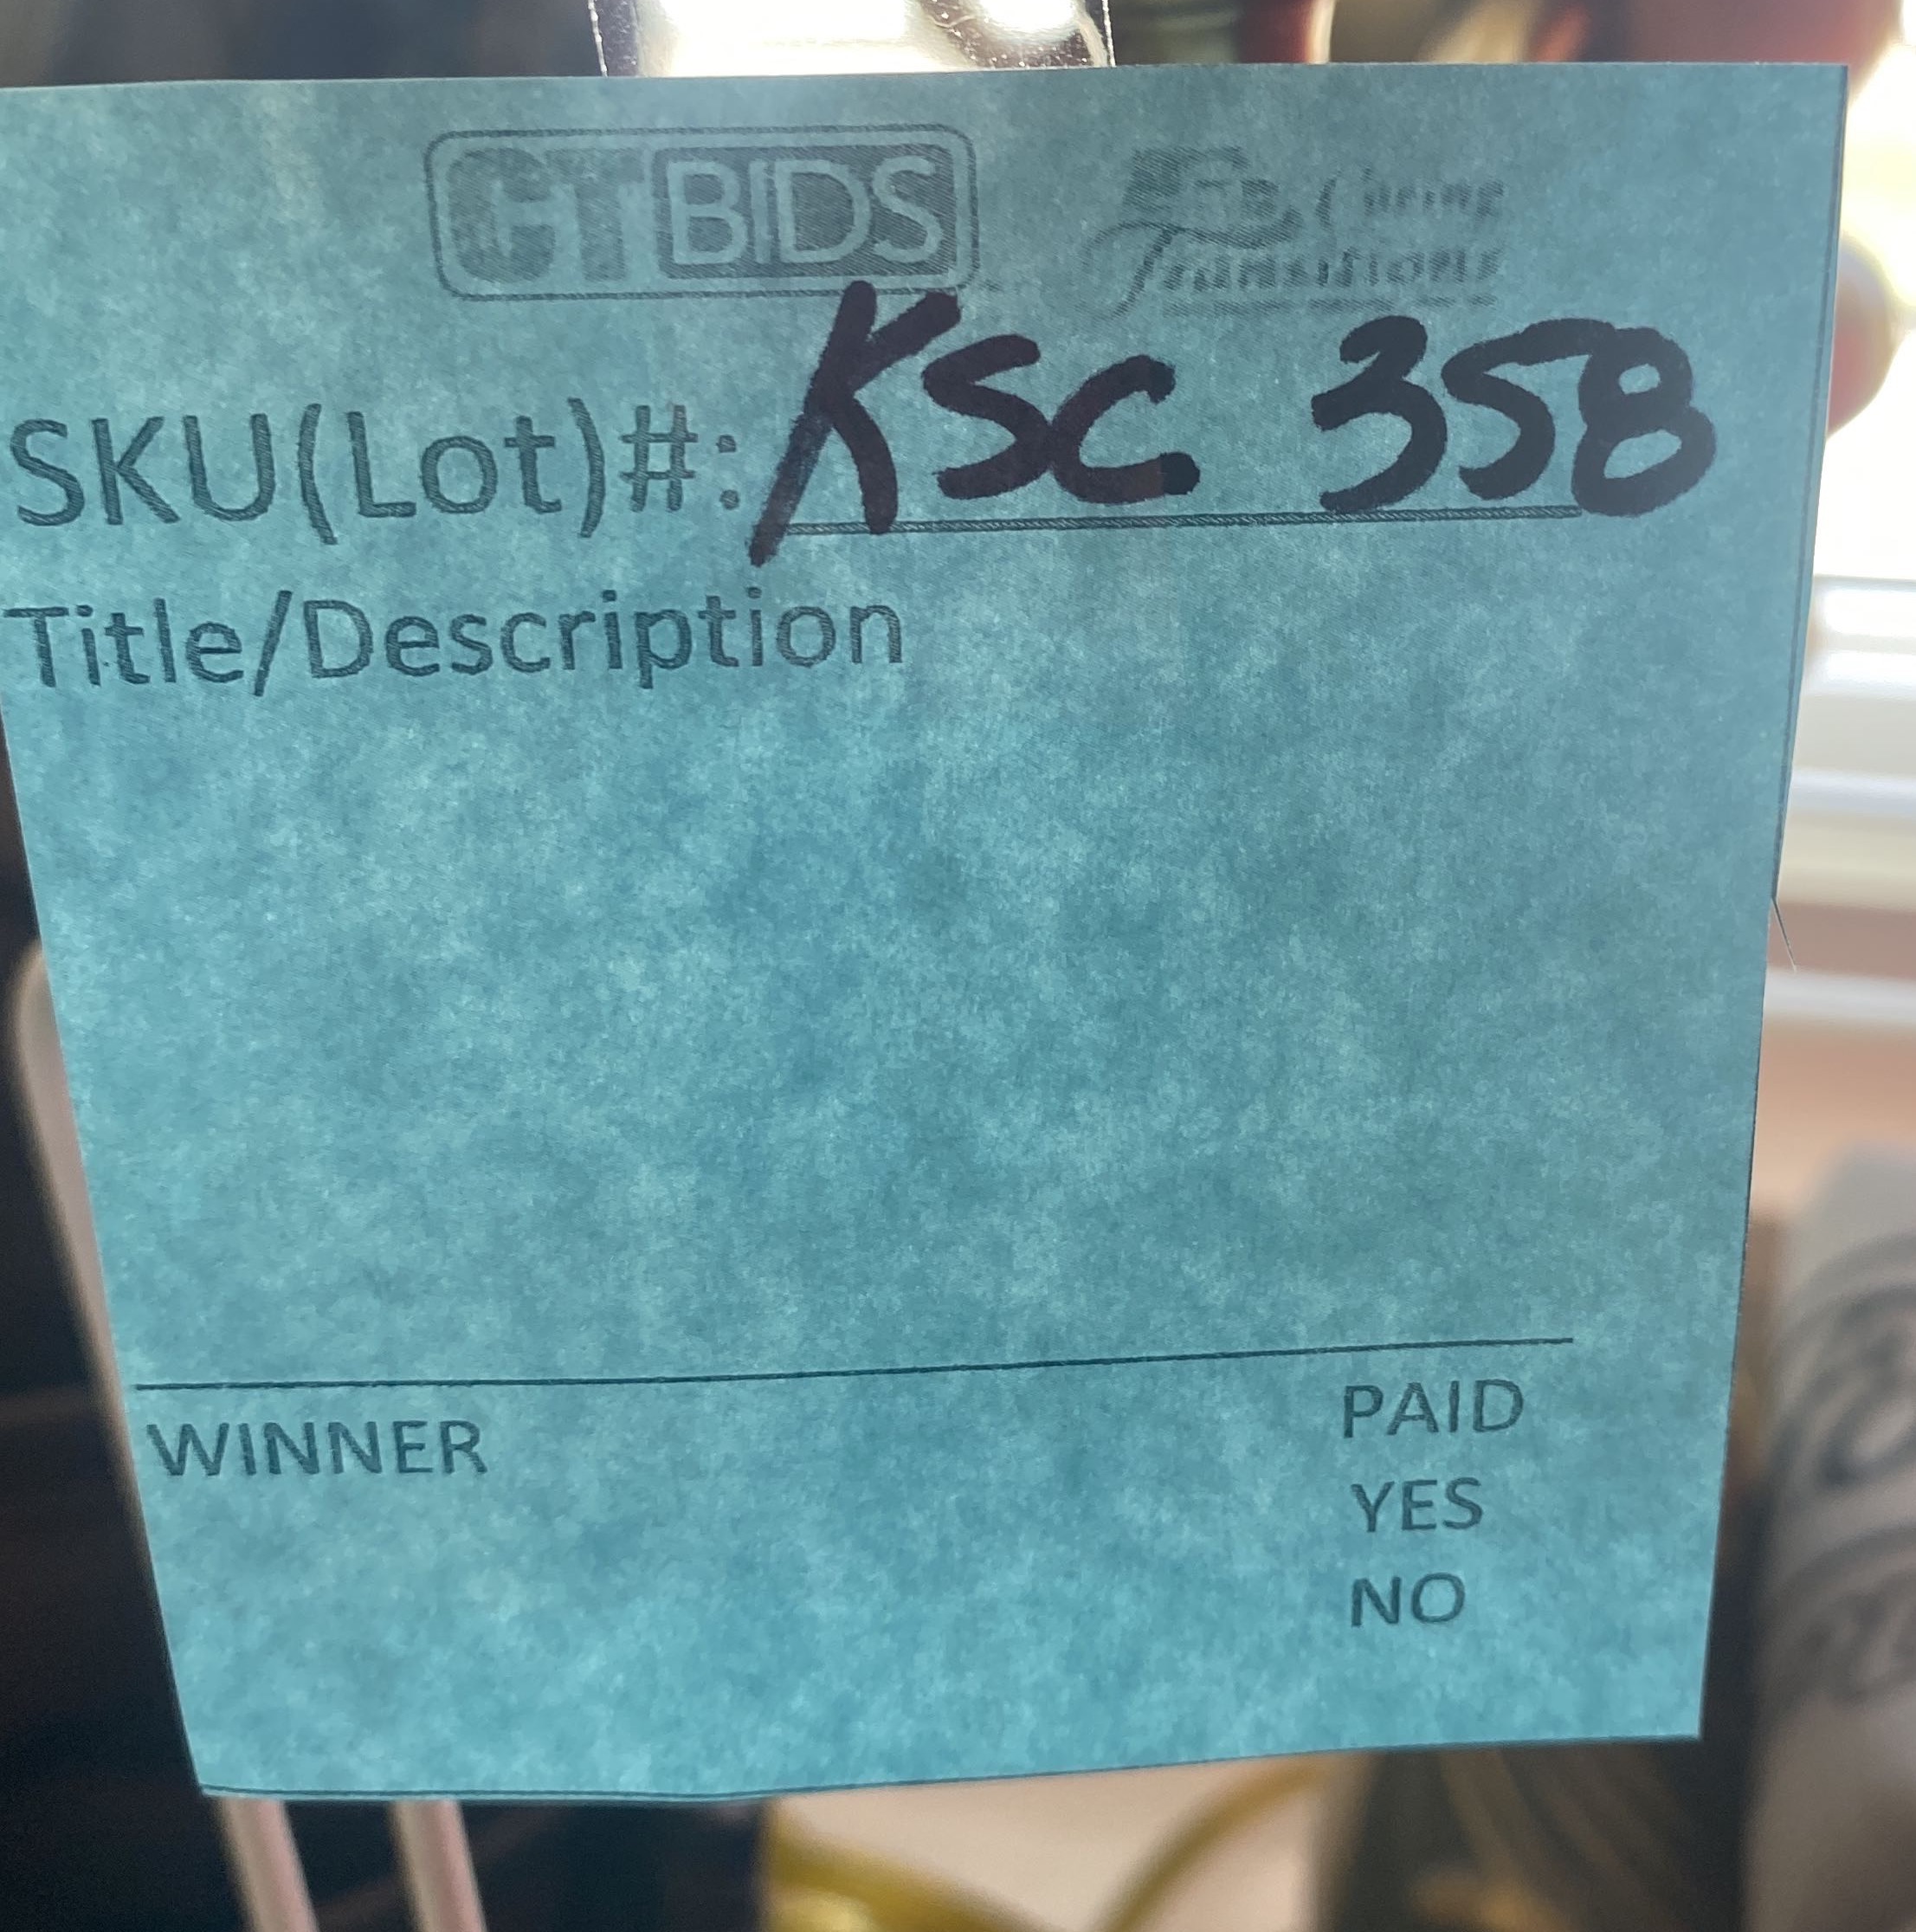 CTBIDS
Caring
Transitions
SKU(Lot)#: KSC 358
Title/Description
WINNER
PAID
YES
NO